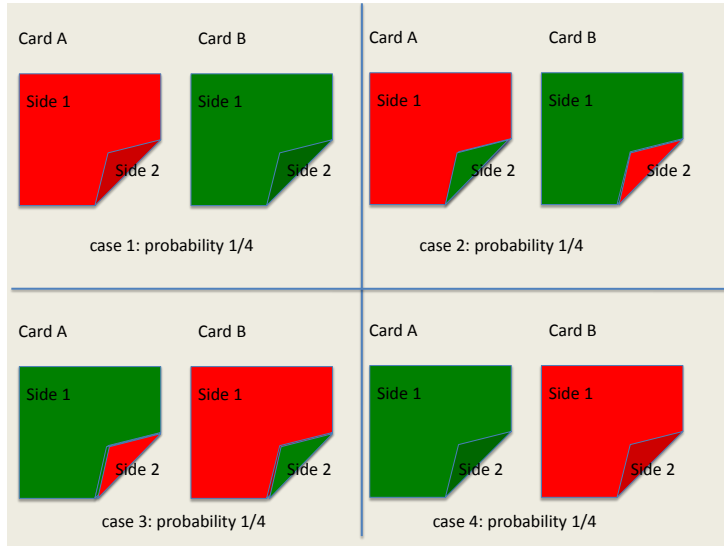 Card A
Card B
Side 1
Side 1
Side 2
Side 2
case 1: probability 1/4
Card A
Card B
Side 1
Side 1
Side 2
Side 2
case 2: probability 1/4
Card A
Card B
Side 1
Side 1
Side 2
Side 2
case 3: probability 1/4
Card A
Card B
Side 1
Side 1
Side 2
Side 2
case 4: probability 1/4